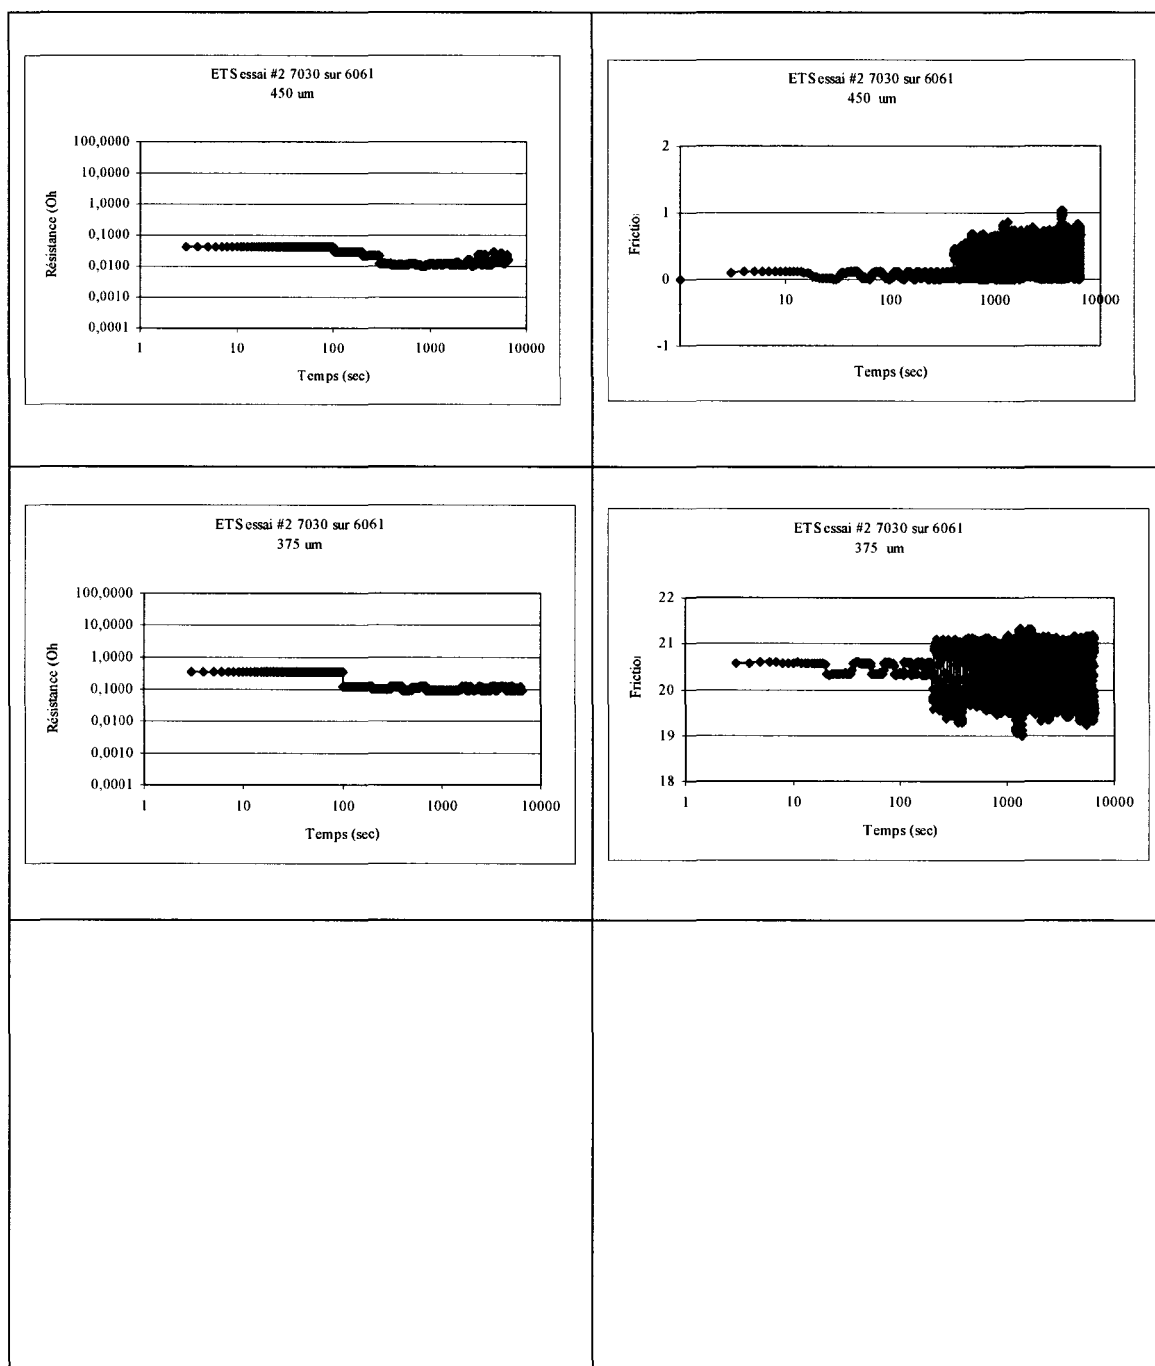 ETS essai #2 7030 sur 6061
450 um
100,0000
10,0000
1,0000
0,1000
0,0100
0,0010
0,0001
Résistance (Oh
1 10 100 1000 10000
Temps (sec)
ETS essai #2 7030 sur 6061
450 um
2
1
0
-1
Frictio
10 100 1000 10000
Temps (sec)
ETS essai #2 7030 sur 6061
375 um
100,0000
10,0000
1,0000
0,1000
0,0100
0,0010
0,0001
Résistance (Oh
1 10 100 1000 10000
Temps (sec)
ETS essai #2 7030 sur 6061
375 um
22
21
20
19
18
Frictio
1 10 100 1000 10000
Temps (sec)